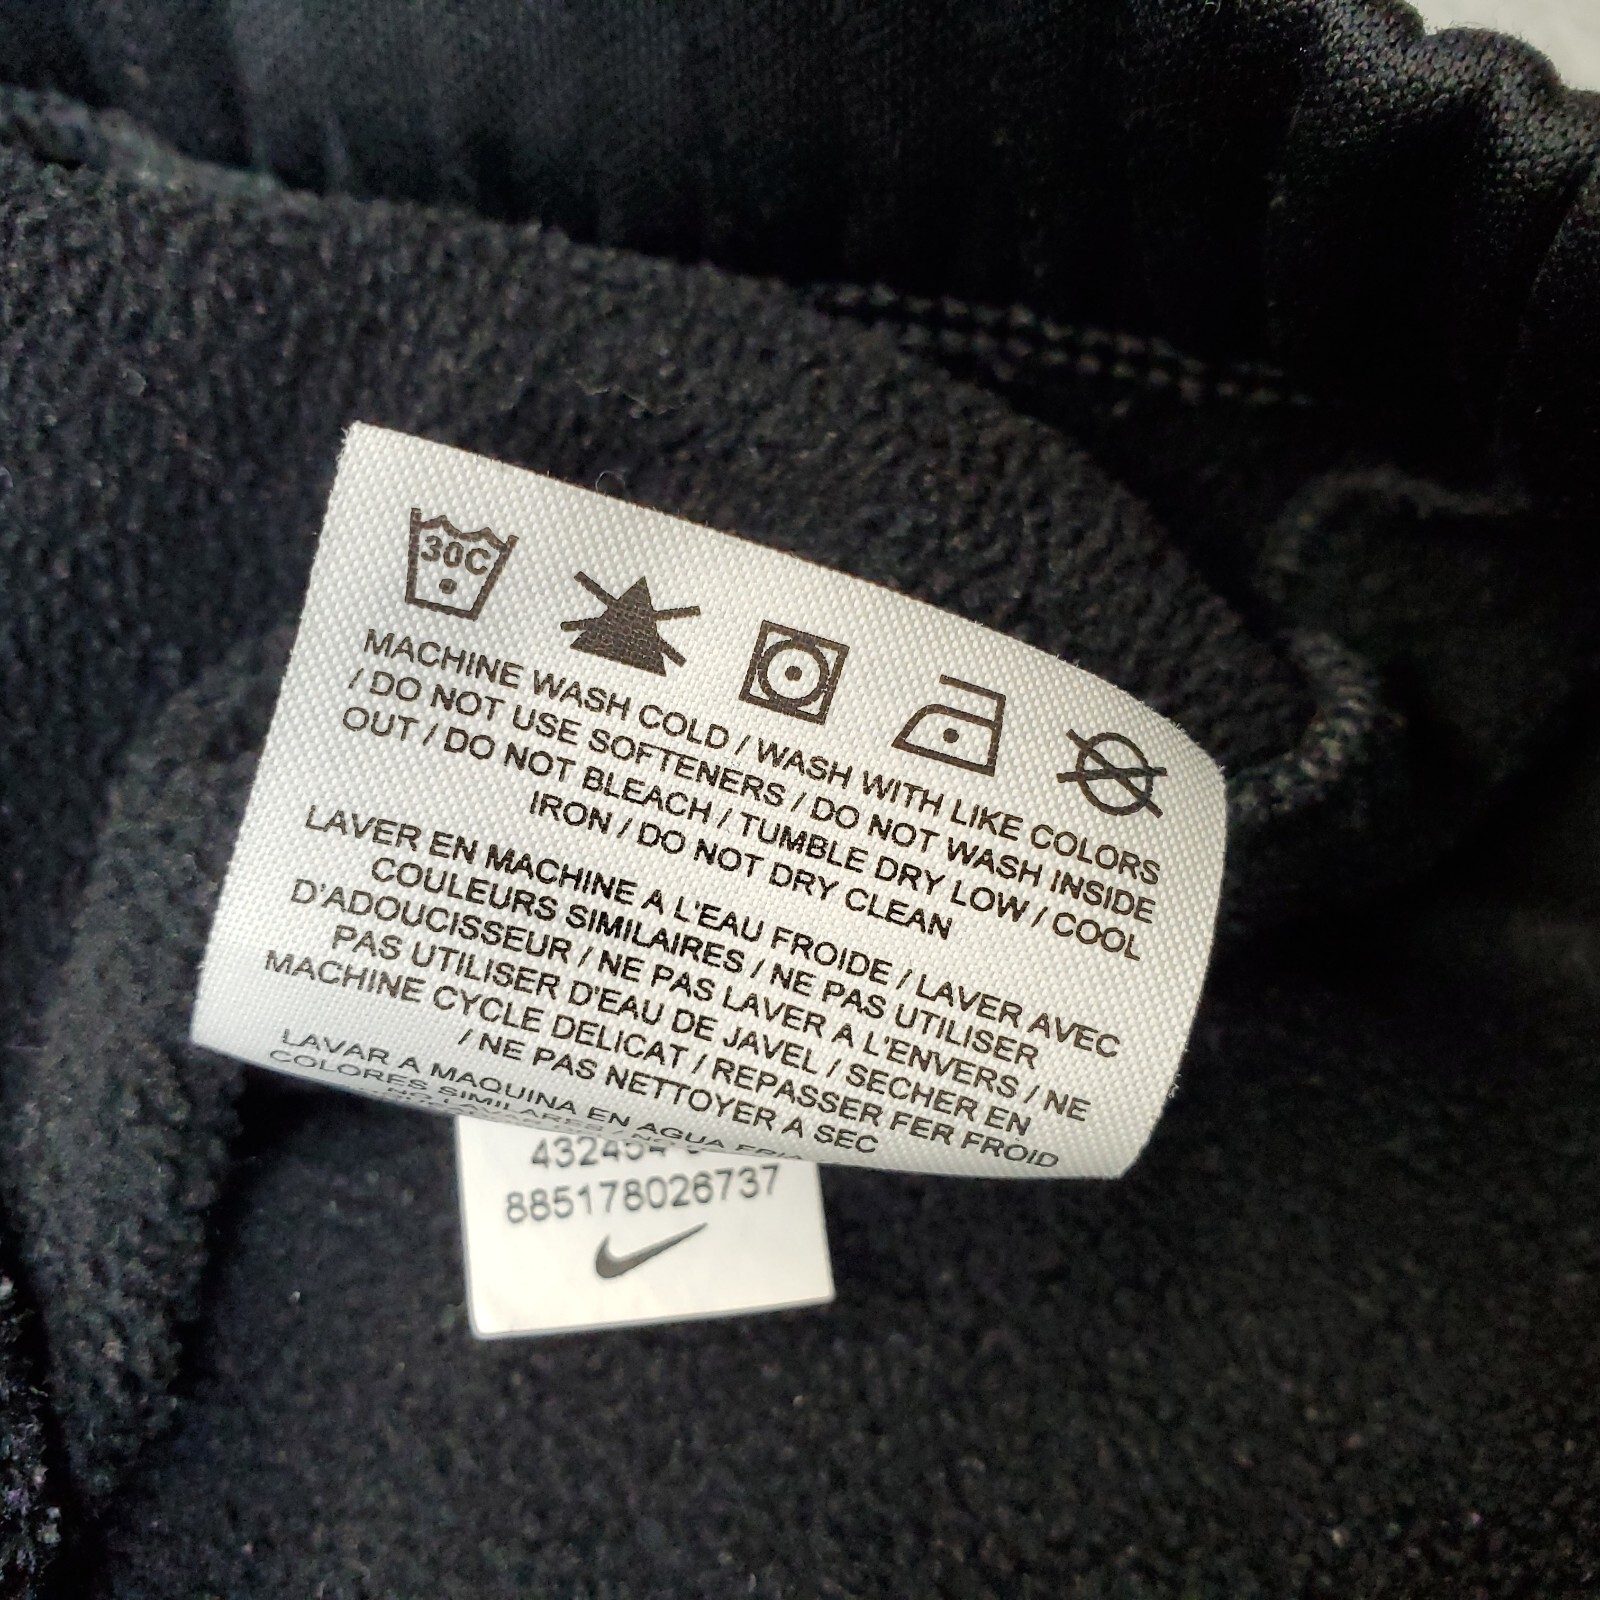 30C
MACHINE WASH COLD / WASH WITH LIKE COLORS
/ DO NOT USE SOFTENERS / DO NOT WASH INSIDE
OUT / DO NOT BLEACH / TUMBLE DRY LOW / COOL
IRON / DO NOT DRY CLEAN
LAVER EN MACHINE A L'EAU FROIDE / LAVER AVEC
COULEURS SIMILAIRES / NE PAS UTILISER
D'ADOUCISSEUR / NE PAS LAVER A L'ENVERS / NE
PAS UTILISER D'EAU DE JAVEL / SECHER EN
MACHINE CYCLE DELICAT / REPASSER FER FROID
/ NE PAS NETTOYER A SEC
LAVAR A MAQUINA EN AGUA FRIA
COLORES SIMILARES / NO
885178026737